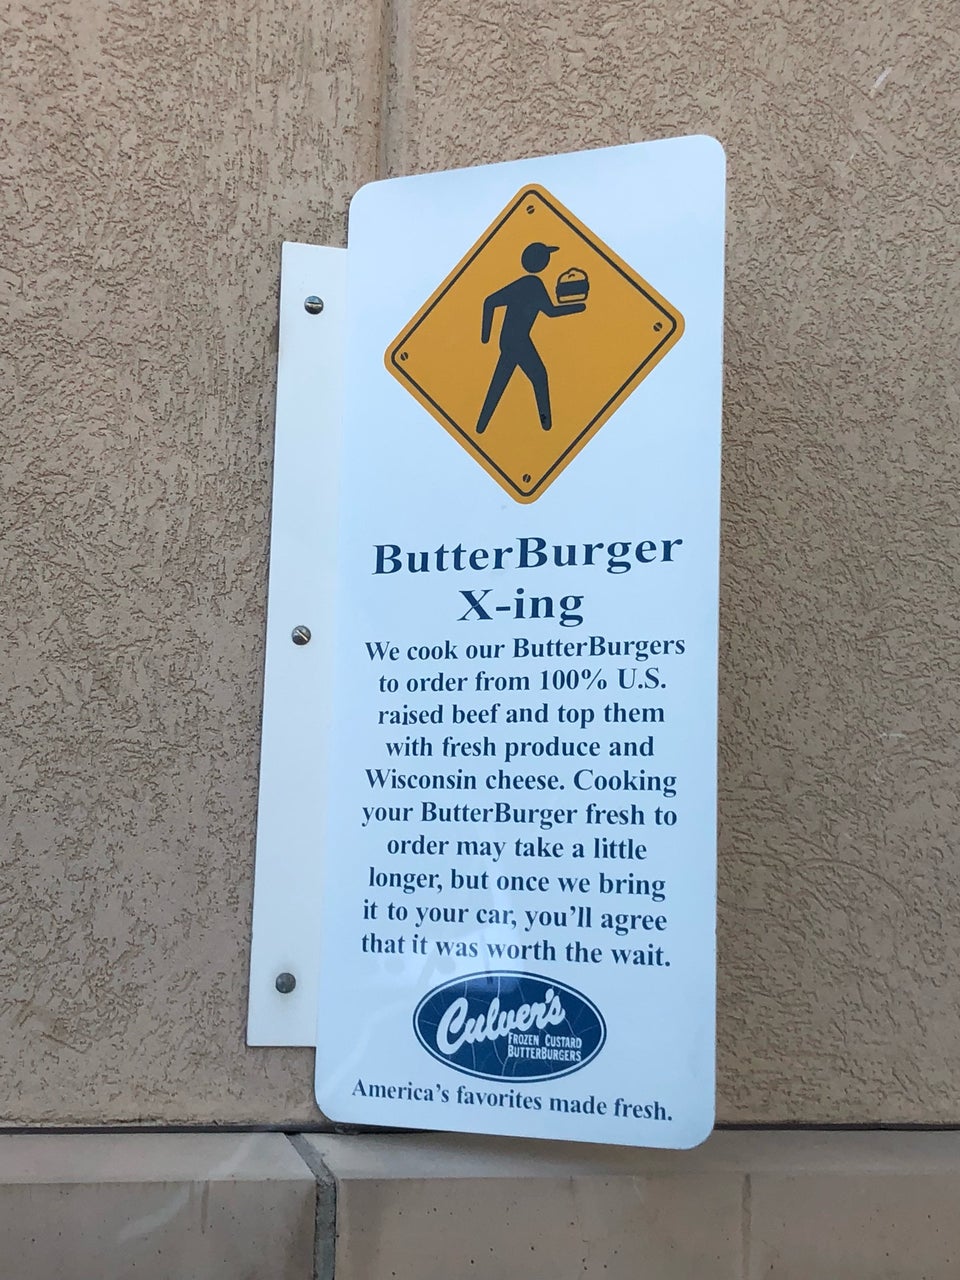 ButterBurger
X-ing
We cook our ButterBurgers
to order from 100% U.S.
raised beef and top them
with fresh produce and
Wisconsin cheese. Cooking
your ButterBurger fresh to
order may take a little
longer, but once we bring
it to your car, you'll agree
that it was worth the wait.
Culver's
FROZEN CUSTARD
BUTTERBURGERS
America's favorites made fresh.